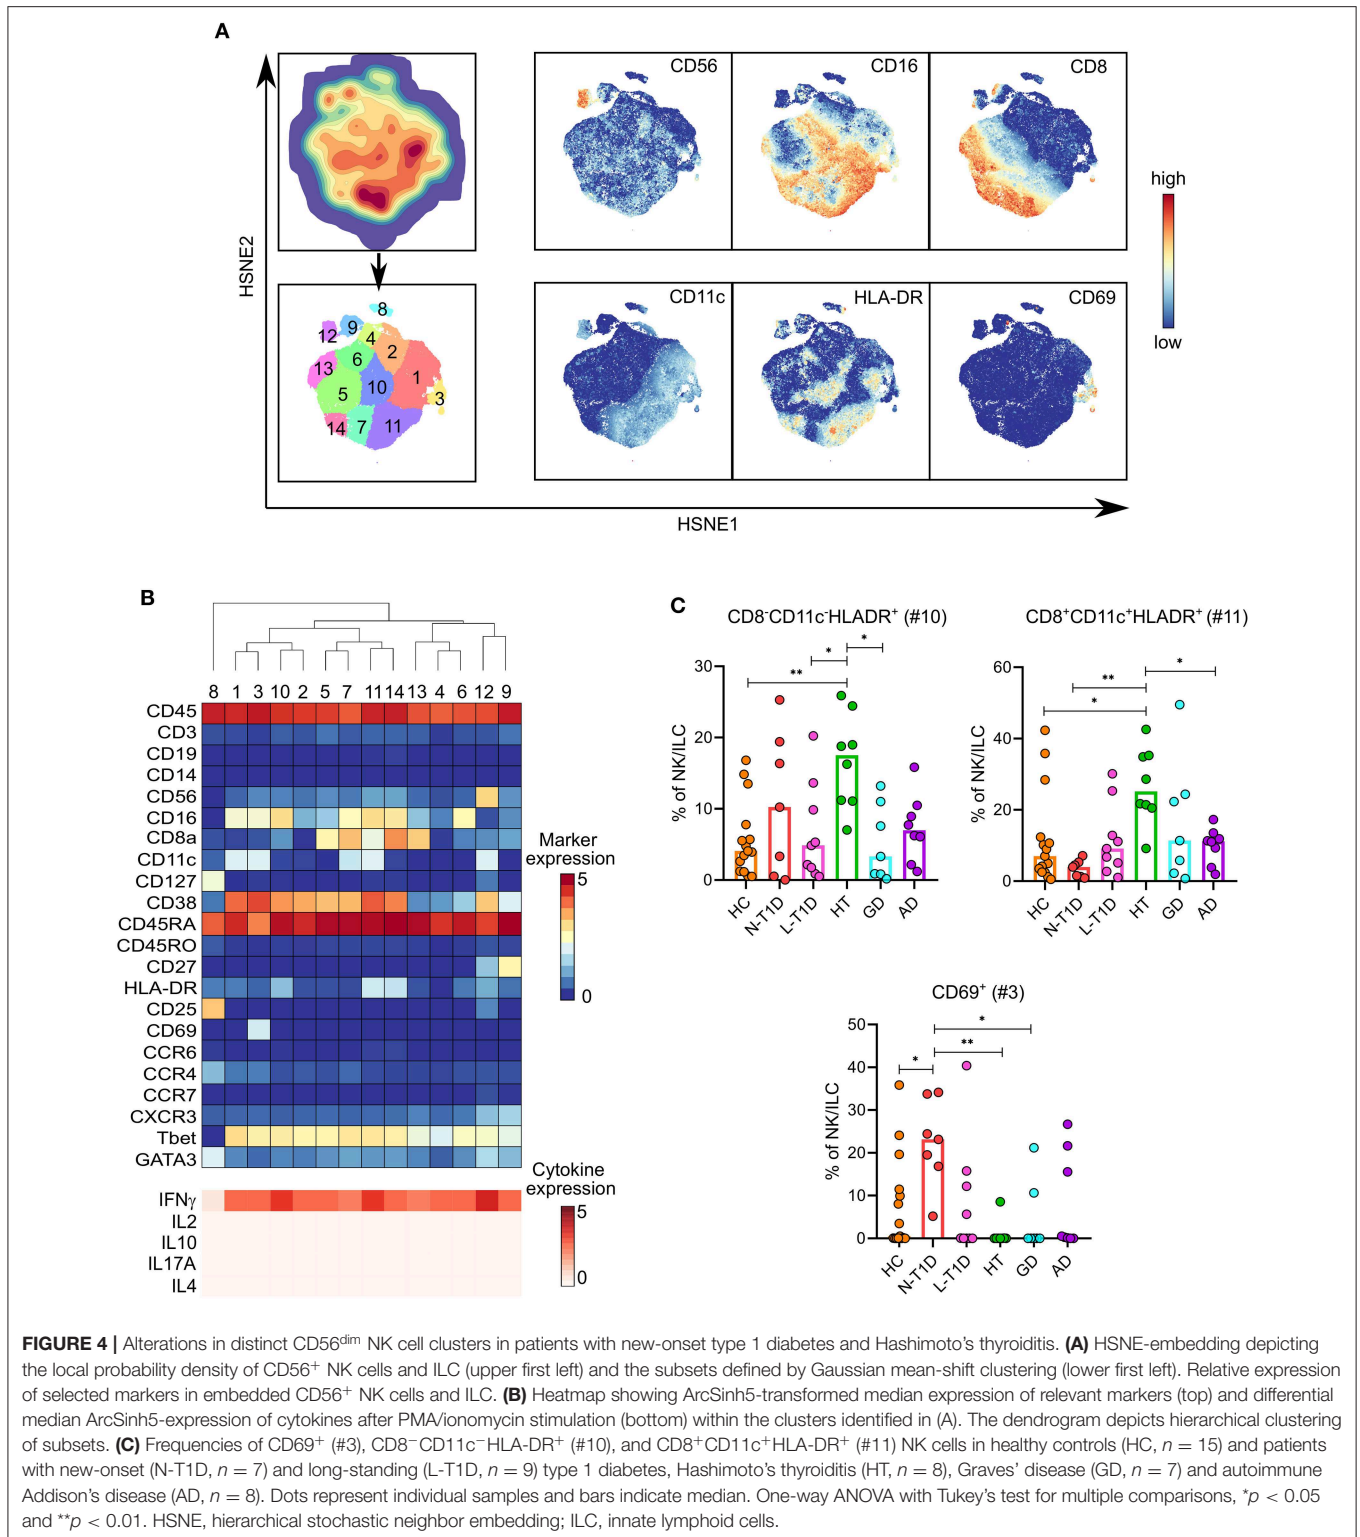 A
HSNE2
CD56
CD16
CD8
high
low
8
12
9
4
2
6
13
1
10
5
3
14
7
11
CD11c
HLA-DR
CD69
HSNE1
B
8 1 3 10 2 5 7 11 14 13 4 6 12 9
CD45
CD3
CD19
CD14
CD56
CD16
CD8a
CD11c
CD127
CD38
CD45RA
CD45RO
CD27
HLA-DR
CD25
CD69
CCR6
CCR4
CCR7
CXCR3
Tbet
GATA3
Marker
expression
5
0
IFNγ
IL2
IL10
IL17A
IL4
Cytokine
expression
5
0
C
CD8⁻CD11c⁻HLADR⁺ (#10)
% of NK/ILC
30
20
10
0
**
*
*
HC
N-T1D
L-T1D
HT
GD
AD
CD8⁺CD11c⁺HLADR⁺ (#11)
% of NK/ILC
60
40
20
0
*
**
*
HC
N-T1D
L-T1D
HT
GD
AD
CD69⁺ (#3)
% of NK/ILC
50
40
30
20
10
0
*
**
*
HC
N-T1D
L-T1D
HT
GD
AD
FIGURE 4 | Alterations in distinct CD56ᵈⁱᵐ NK cell clusters in patients with new-onset type 1 diabetes and Hashimoto's thyroiditis. (A) HSNE-embedding depicting
the local probability density of CD56⁺ NK cells and ILC (upper first left) and the subsets defined by Gaussian mean-shift clustering (lower first left). Relative expression
of selected markers in embedded CD56⁺ NK cells and ILC. (B) Heatmap showing ArcSinh5-transformed median expression of relevant markers (top) and differential
median ArcSinh5-expression of cytokines after PMA/ionomycin stimulation (bottom) within the clusters identified in (A). The dendrogram depicts hierarchical clustering
of subsets. (C) Frequencies of CD69⁺ (#3), CD8⁻CD11c⁻HLA-DR⁺ (#10), and CD8⁺CD11c⁺HLA-DR⁺ (#11) NK cells in healthy controls (HC, n = 15) and patients
with new-onset (N-T1D, n = 7) and long-standing (L-T1D, n = 9) type 1 diabetes, Hashimoto's thyroiditis (HT, n = 8), Graves' disease (GD, n = 7) and autoimmune
Addison's disease (AD, n = 8). Dots represent individual samples and bars indicate median. One-way ANOVA with Tukey's test for multiple comparisons, *p < 0.05
and **p < 0.01. HSNE, hierarchical stochastic neighbor embedding; ILC, innate lymphoid cells.